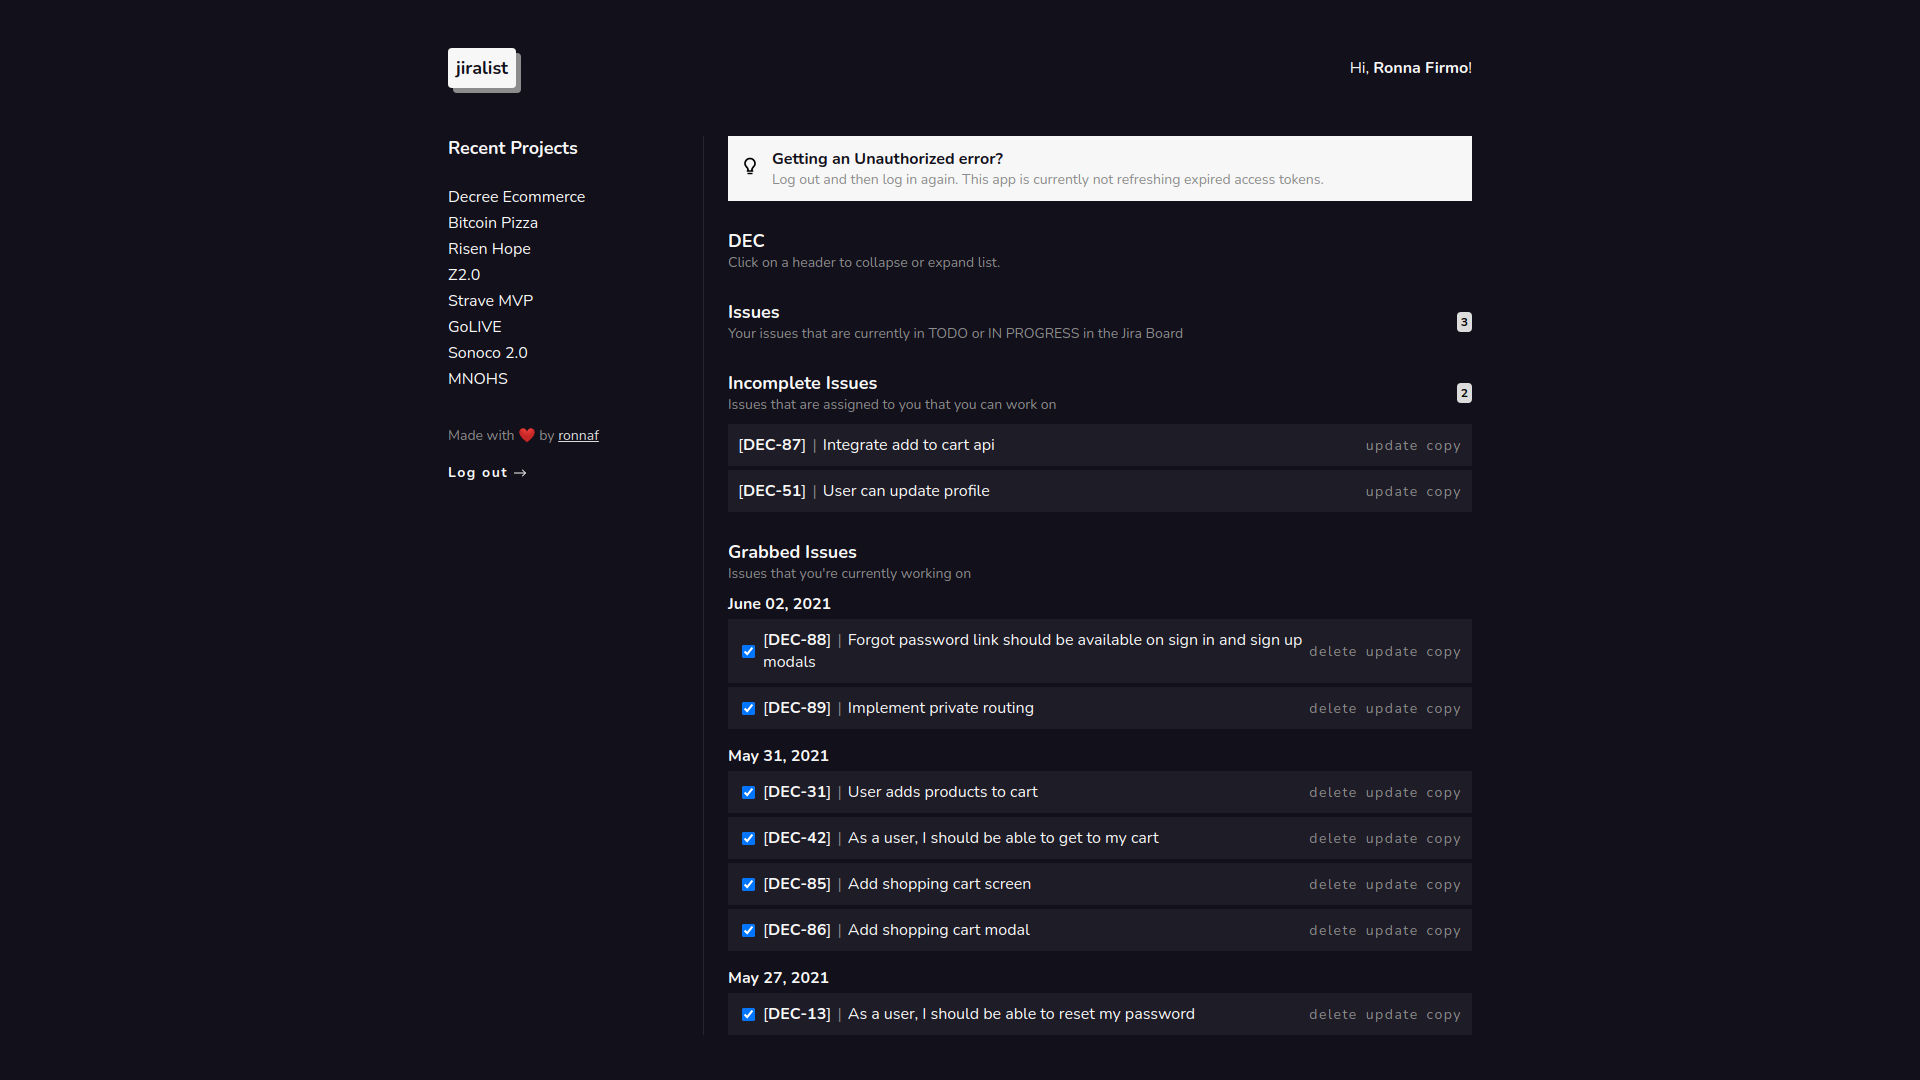 jiralist
Hi, Ronna Firmo!
Recent Projects
Decree Ecommerce
Bitcoin Pizza
Risen Hope
Z2.0
Strave MVP
GoLIVE
Sonoco 2.0
MNOHS
Made with ❤️ by ronnaf
Log out →
Getting an Unauthorized error?
Log out and then log in again. This app is currently not refreshing expired access tokens.
DEC
Click on a header to collapse or expand list.
Issues
Your issues that are currently in TODO or IN PROGRESS in the Jira Board
3
Incomplete Issues
Issues that are assigned to you that you can work on
2
[DEC-87] | Integrate add to cart api update copy
[DEC-51] | User can update profile update copy
Grabbed Issues
Issues that you're currently working on
June 02, 2021
[DEC-88] | Forgot password link should be available on sign in and sign up
modals
delete update copy
[DEC-89] | Implement private routing delete update copy
May 31, 2021
[DEC-31] | User adds products to cart delete update copy
[DEC-42] | As a user, I should be able to get to my cart delete update copy
[DEC-85] | Add shopping cart screen delete update copy
[DEC-86] | Add shopping cart modal delete update copy
May 27, 2021
[DEC-13] | As a user, I should be able to reset my password delete update copy